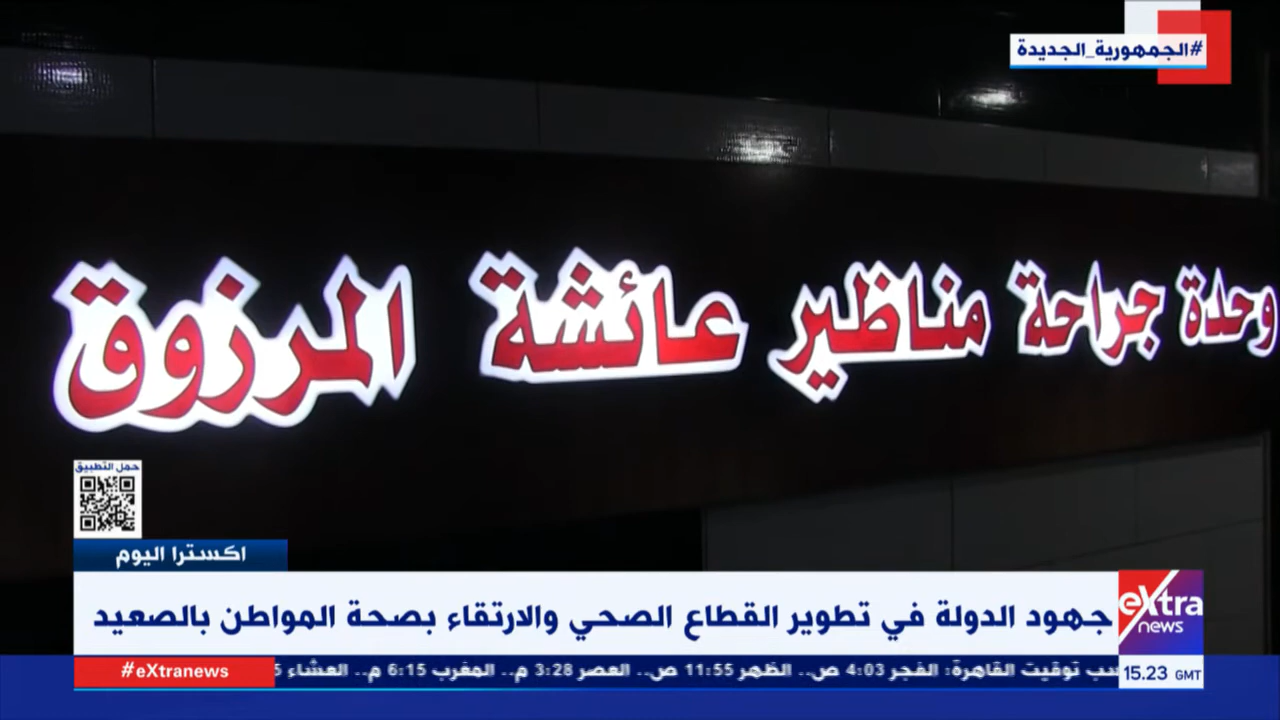 #الجمهورية_الجديدة
وحدة جراحة مناظير عائشة المرزوق
حمل التطبيق
اكسترا اليوم
جهود الدولة في تطوير القطاع الصحي والارتقاء بصحة المواطن بالصعيد
eXtra news
#eXtranews
توقيت القاهرة: الفجر 4:03 ص.. الظهر 11:55 ص.. العصر 3:28 م.. المغرب 6:15 م.. العشاء
15.23 GMT